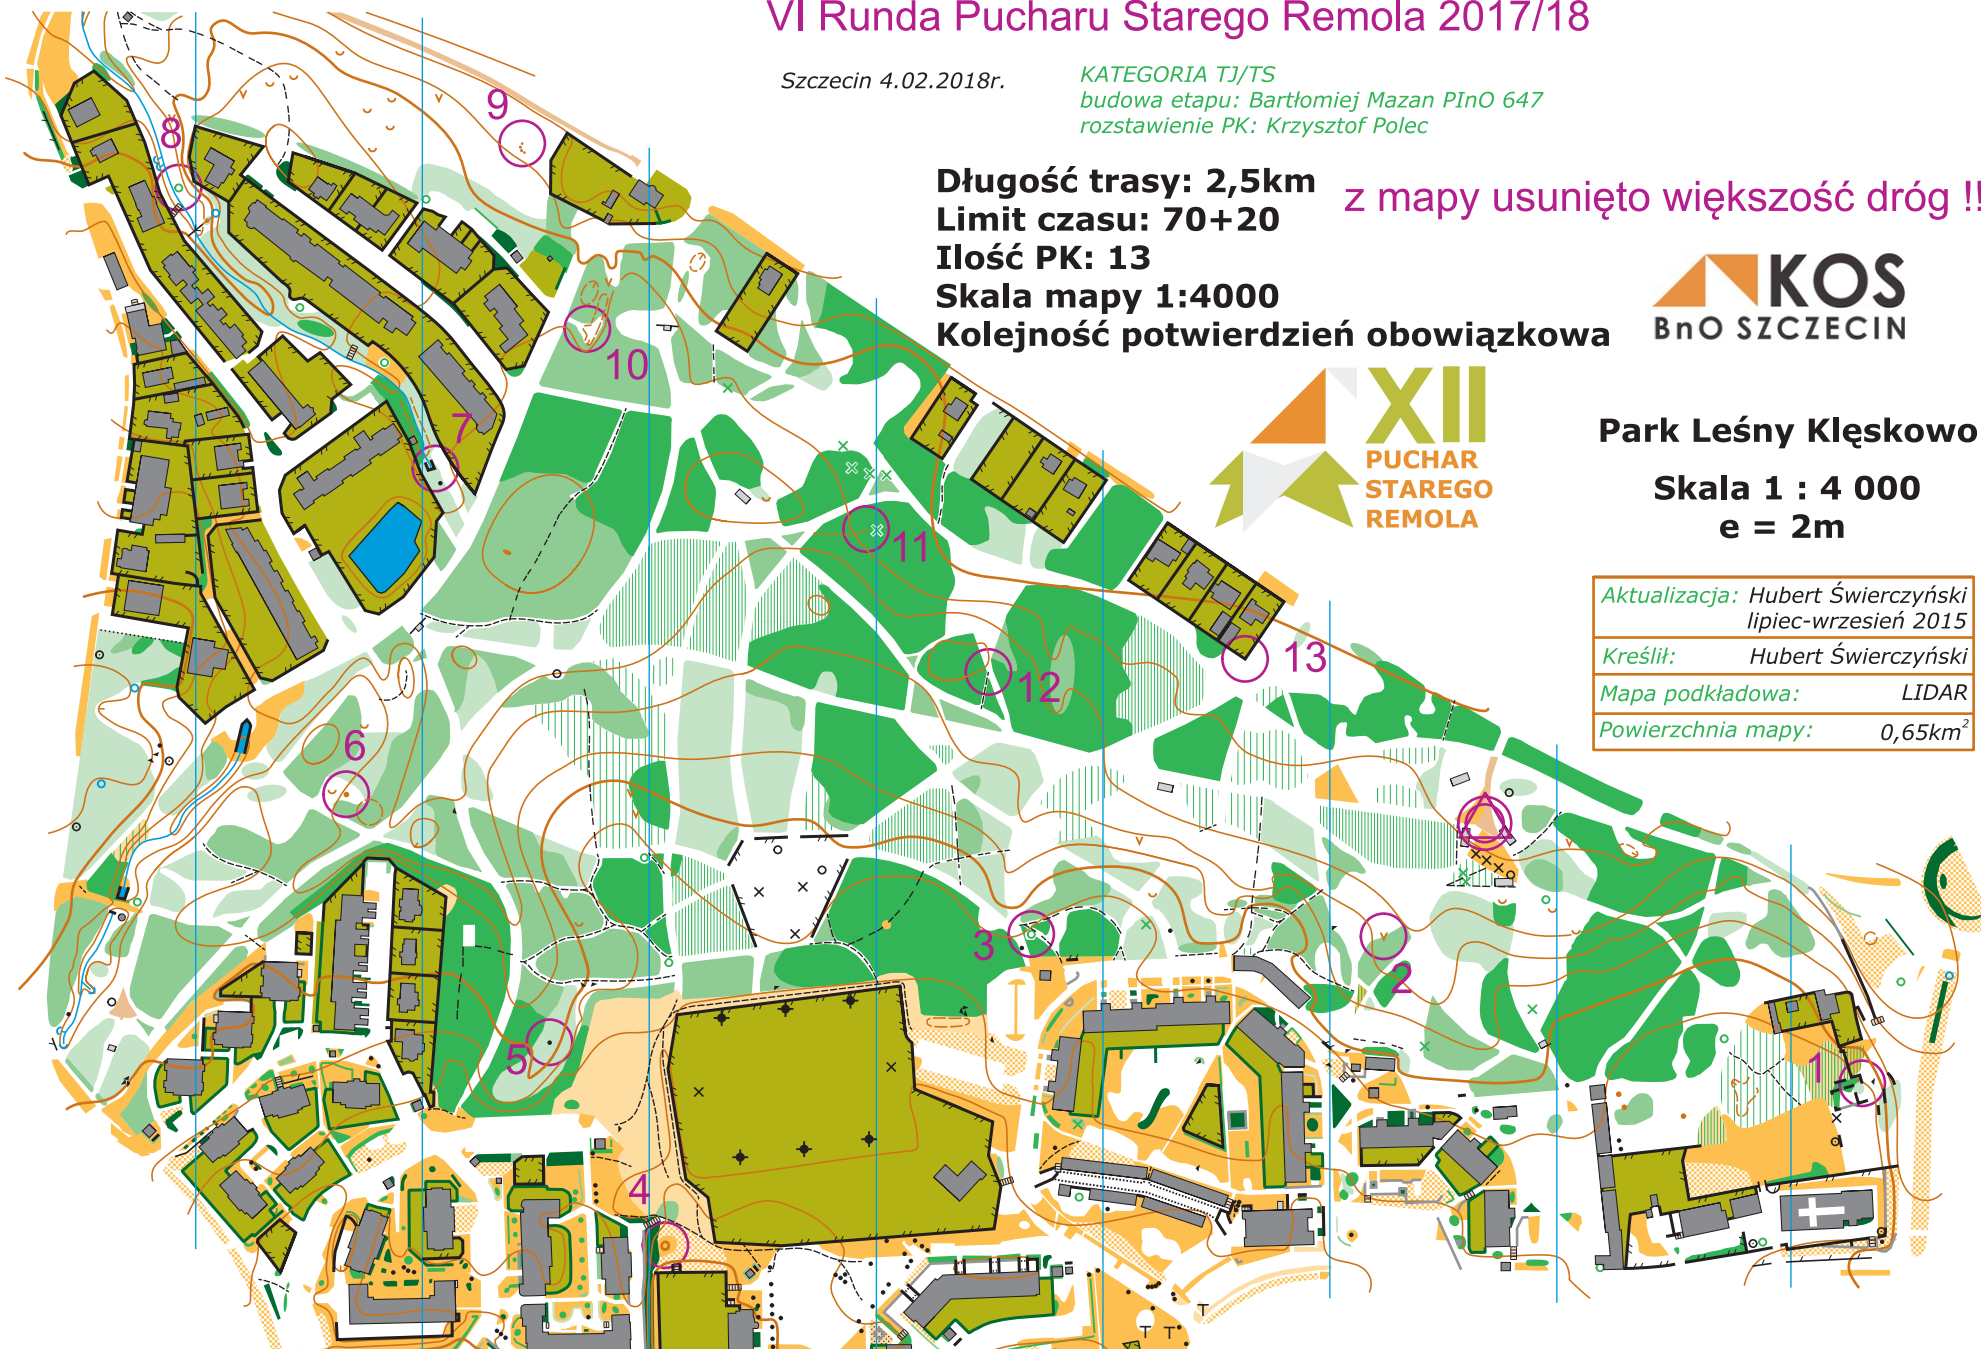 VI Runda Pucharu Starego Remola 2017/18
Szczecin 4.02.2018r.
KATEGORIA TJ/TS
budowa etapu: Bartłomiej Mazan PInO 647
rozstawienie PK: Krzysztof Polec
Długość trasy: 2,5km
Limit czasu: 70+20
Ilość PK: 13
Skala mapy 1:4000
Kolejność potwierdzień obowiązkowa
z mapy usunięto większość dróg !!
KOS
BnO SZCZECIN
XII
PUCHAR
STAREGO
REMOLA
Park Leśny Klęskowo
Skala 1 : 4 000
e = 2m
Aktualizacja: Hubert Świerczyński
lipiec-wrzesień 2015
Kreślił: Hubert Świerczyński
Mapa podkładowa: LIDAR
Powierzchnia mapy: 0,65km²
9
8
10
7
11
13
12
6
3
2
5
1
4